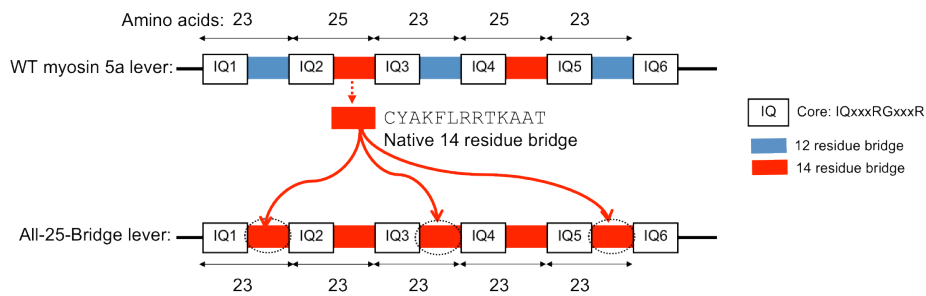 Amino acids: 23 25 23 25 23
WT myosin 5a lever: IQ1 IQ2 IQ3 IQ4 IQ5 IQ6
CYAKFLRRTKAAT
Native 14 residue bridge
IQ Core: IQxxxRGxxxR
12 residue bridge
14 residue bridge
All-25-Bridge lever: IQ1 IQ2 IQ3 IQ4 IQ5 IQ6
23 23 23 23 23